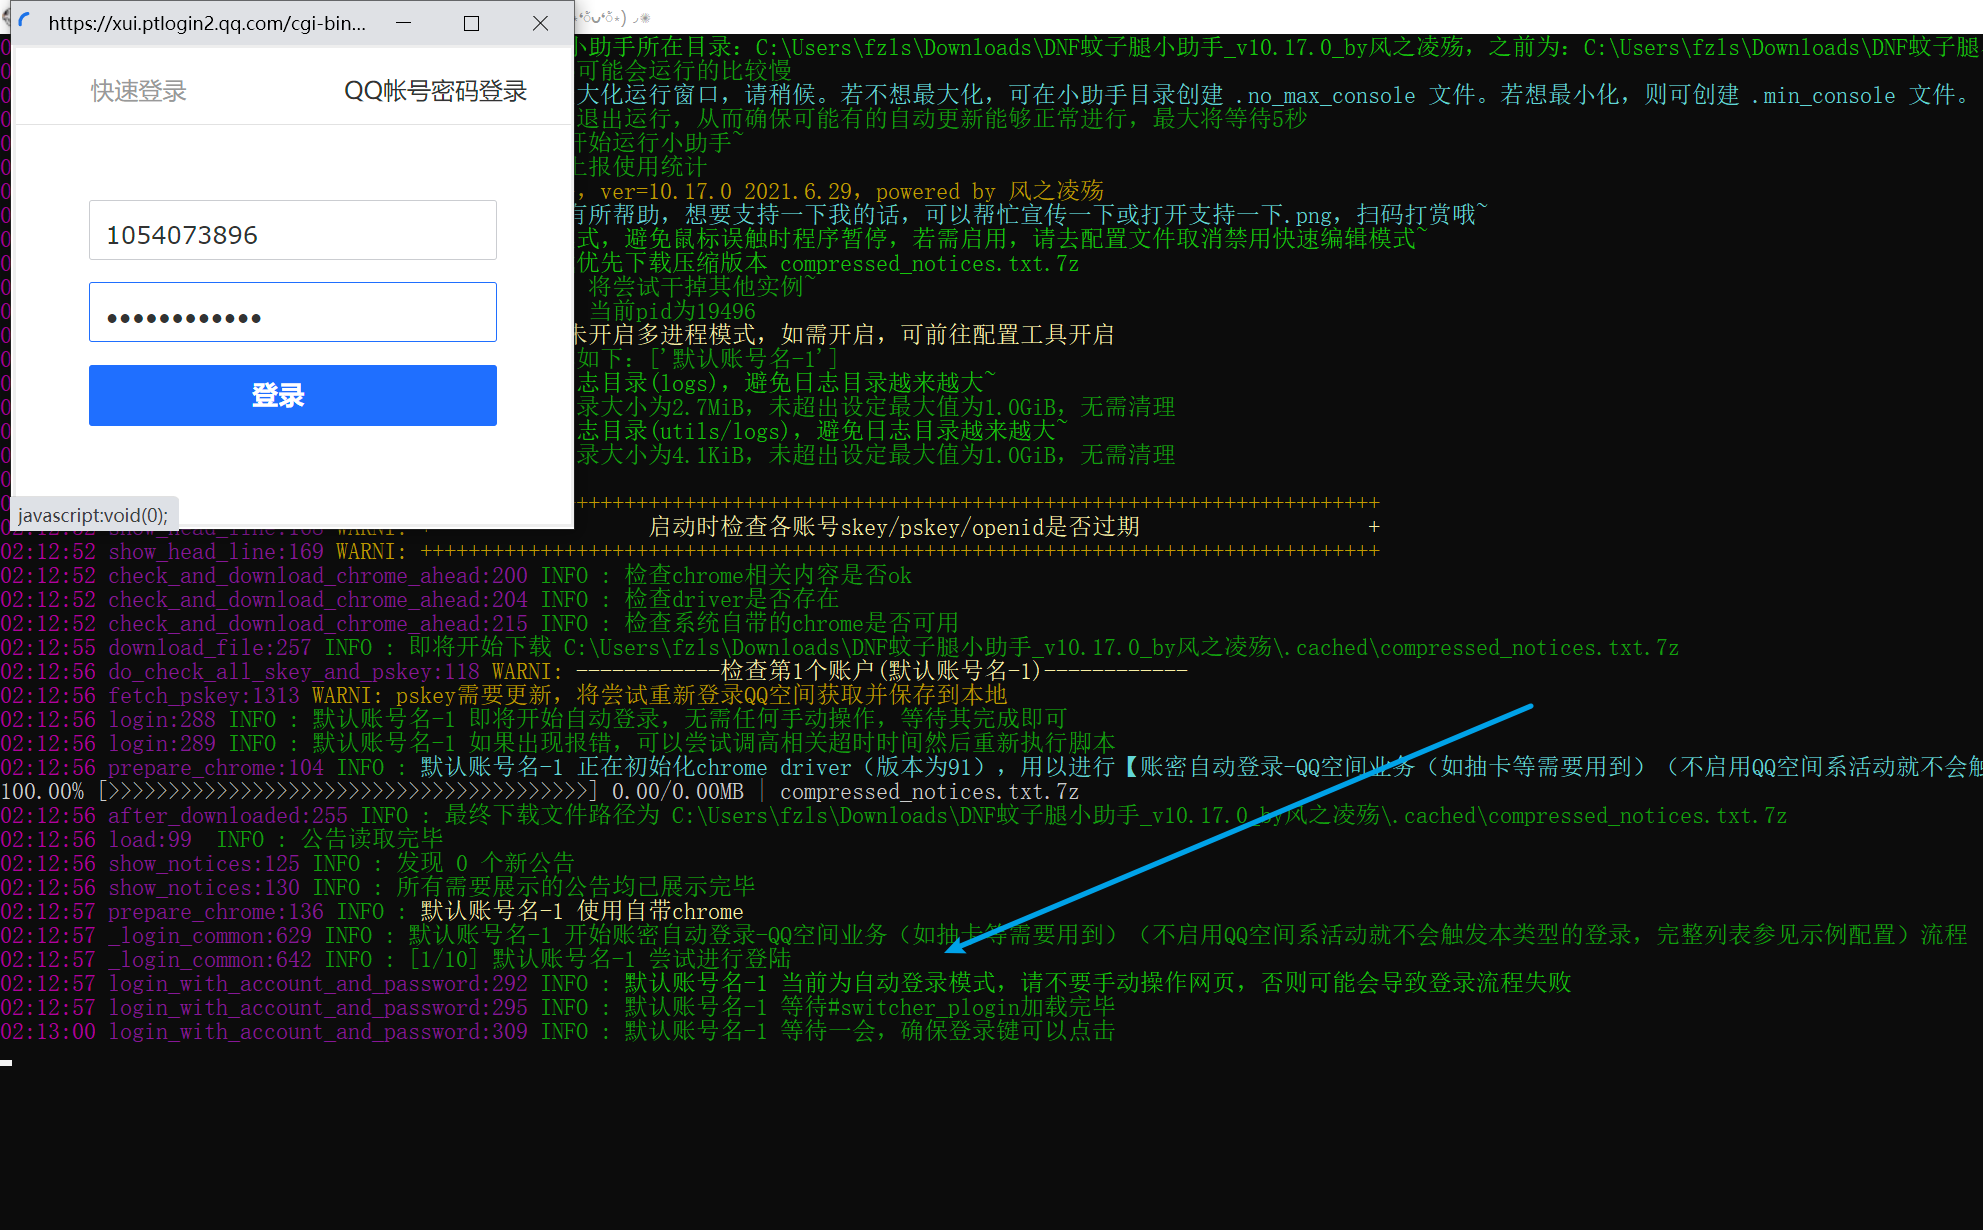 https://xui.ptlogin2.qq.com/cgi-bin...
快速登录
QQ帐号密码登录
1054073896
●●●●●●●●●●●●
登录
javascript:void(0);
小助手所在目录: C:\Users\fzls\Downloads\DNF蚊子腿小助手_v10.17.0_by风之凌殇，之前为: C:\Users\fzls\Downloads\DNF蚊子腿小
可能会运行的比较慢
大化运行窗口，请稍候。若不想最大化，可在小助手目录创建 .no_max_console 文件。若想最小化，则可创建 .min_console 文件。
退出运行，从而确保可能有的自动更新能够正常进行，最大将等待5秒
开始运行小助手~
上报使用统计
, ver=10.17.0 2021.6.29, powered by 风之凌殇
有所帮助，想要支持一下我的话，可以帮忙宣传一下或打开支持一下.png，扫码打赏哦~
式，避免鼠标误触时程序暂停，若需启用，请去配置文件取消禁用快速编辑模式~
优先下载压缩版本 compressed_notices.txt.7z
将尝试干掉其他实例~
当前pid为19496
未开启多进程模式，如需开启，可前往配置工具开启
如下: ['默认账号名-1']
志目录(logs)，避免日志目录越来越大~
录大小为2.7MiB，未超出设定最大值为1.0GiB，无需清理
志目录(utils/logs)，避免日志目录越来越大~
录大小为4.1KiB，未超出设定最大值为1.0GiB，无需清理
+++++++++++++++++++++++++++++++++++++++++++++++++++++++++++++++++++
启动时检查各账号skey/pskey/openid是否过期 +
02:12:52 show_head_line:169 WARNI: ++++++++++++++++++++++++++++++++++++++++++++++++++++++++++++++++++++++++++++++++
02:12:52 check_and_download_chrome_ahead:200 INFO : 检查chrome相关内容是否ok
02:12:52 check_and_download_chrome_ahead:204 INFO : 检查driver是否存在
02:12:52 check_and_download_chrome_ahead:215 INFO : 检查系统自带的chrome是否可用
02:12:55 download_file:257 INFO : 即将开始下载 C:\Users\fzls\Downloads\DNF蚊子腿小助手_v10.17.0_by风之凌殇\.cached\compressed_notices.txt.7z
02:12:56 do_check_all_skey_and_pskey:118 WARNI: ------------检查第1个账户(默认账号名-1)------------
02:12:56 fetch_pskey:1313 WARNI: pskey需要更新，将尝试重新登录QQ空间获取并保存到本地
02:12:56 login:288 INFO : 默认账号名-1 即将开始自动登录，无需任何手动操作，等待其完成即可
02:12:56 login:289 INFO : 默认账号名-1 如果出现报错，可以尝试调高相关超时时间然后重新执行脚本
02:12:56 prepare_chrome:104 INFO : 默认账号名-1 正在初始化chrome driver（版本为91），用以进行【账密自动登录-QQ空间业务（如抽卡等需要用到）（不启用QQ空间系活动就不会触
100.00% [>>>>>>>>>>>>>>>>>>>>>>>>>>>>>>>>>>>>>>>>] 0.00/0.00MB | compressed_notices.txt.7z
02:12:56 after_downloaded:255 INFO : 最终下载文件路径为 C:\Users\fzls\Downloads\DNF蚊子腿小助手_v10.17.0_by风之凌殇\.cached\compressed_notices.txt.7z
02:12:56 load:99  INFO : 公告读取完毕
02:12:56 show_notices:125 INFO : 发现 0 个新公告
02:12:56 show_notices:130 INFO : 所有需要展示的公告均已展示完毕
02:12:57 prepare_chrome:136 INFO : 默认账号名-1 使用自带chrome
02:12:57 _login_common:629 INFO : 默认账号名-1 开始账密自动登录-QQ空间业务（如抽卡等需要用到）（不启用QQ空间系活动就不会触发本类型的登录，完整列表参见示例配置）流程
02:12:57 _login_common:642 INFO : [1/10] 默认账号名-1 尝试进行登陆
02:12:57 login_with_account_and_password:292 INFO : 默认账号名-1 当前为自动登录模式，请不要手动操作网页，否则可能会导致登录流程失败
02:12:57 login_with_account_and_password:295 INFO : 默认账号名-1 等待#switcher_plogin加载完毕
02:13:00 login_with_account_and_password:309 INFO : 默认账号名-1 等待一会，确保登录键可以点击